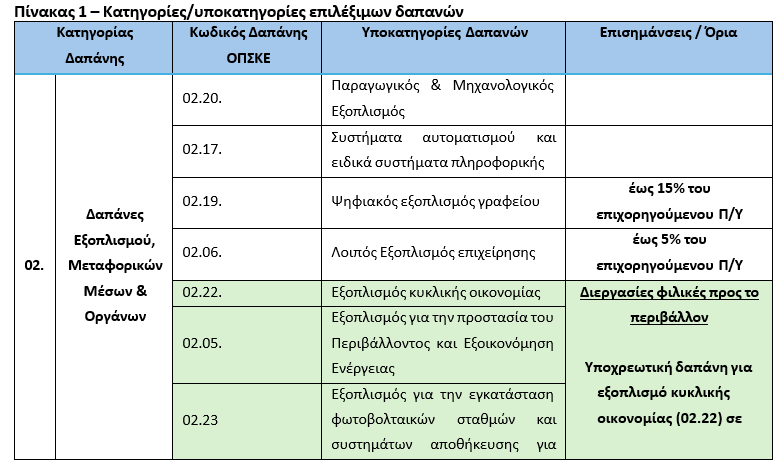 Πίνακας 1 – Κατηγορίες/υποκατηγορίες επιλέξιμων δαπανών
Κατηγορίας Δαπάνης
Κωδικός Δαπάνης ΟΠΣΚΕ
Υποκατηγορίες Δαπανών
Επισημάνσεις / Όρια
02.
Δαπάνες
Εξοπλισμού,
Μεταφορικών
Μέσων &
Οργάνων
02.20.
Παραγωγικός & Μηχανολογικός
Εξοπλισμός
02.17.
Συστήματα αυτοματισμού και
ειδικά συστήματα πληροφορικής
02.19.
Ψηφιακός εξοπλισμός γραφείου
έως 15% του
επιχορηγούμενου Π/Υ
02.06.
Λοιπός Εξοπλισμός επιχείρησης
έως 5% του
επιχορηγούμενου Π/Υ
02.22.
Εξοπλισμός κυκλικής οικονομίας
02.05.
Εξοπλισμός για την προστασία του
Περιβάλλοντος και Εξοικονόμηση
Ενέργειας
02.23
Εξοπλισμός για την εγκατάσταση
φωτοβολταικών σταθμών και
συστημάτων αποθήκευσης για
Διεργασίες φιλικές προς το
περιβάλλον
Υποχρεωτική δαπάνη για
εξοπλισμό κυκλικής
οικονομίας (02.22) σε